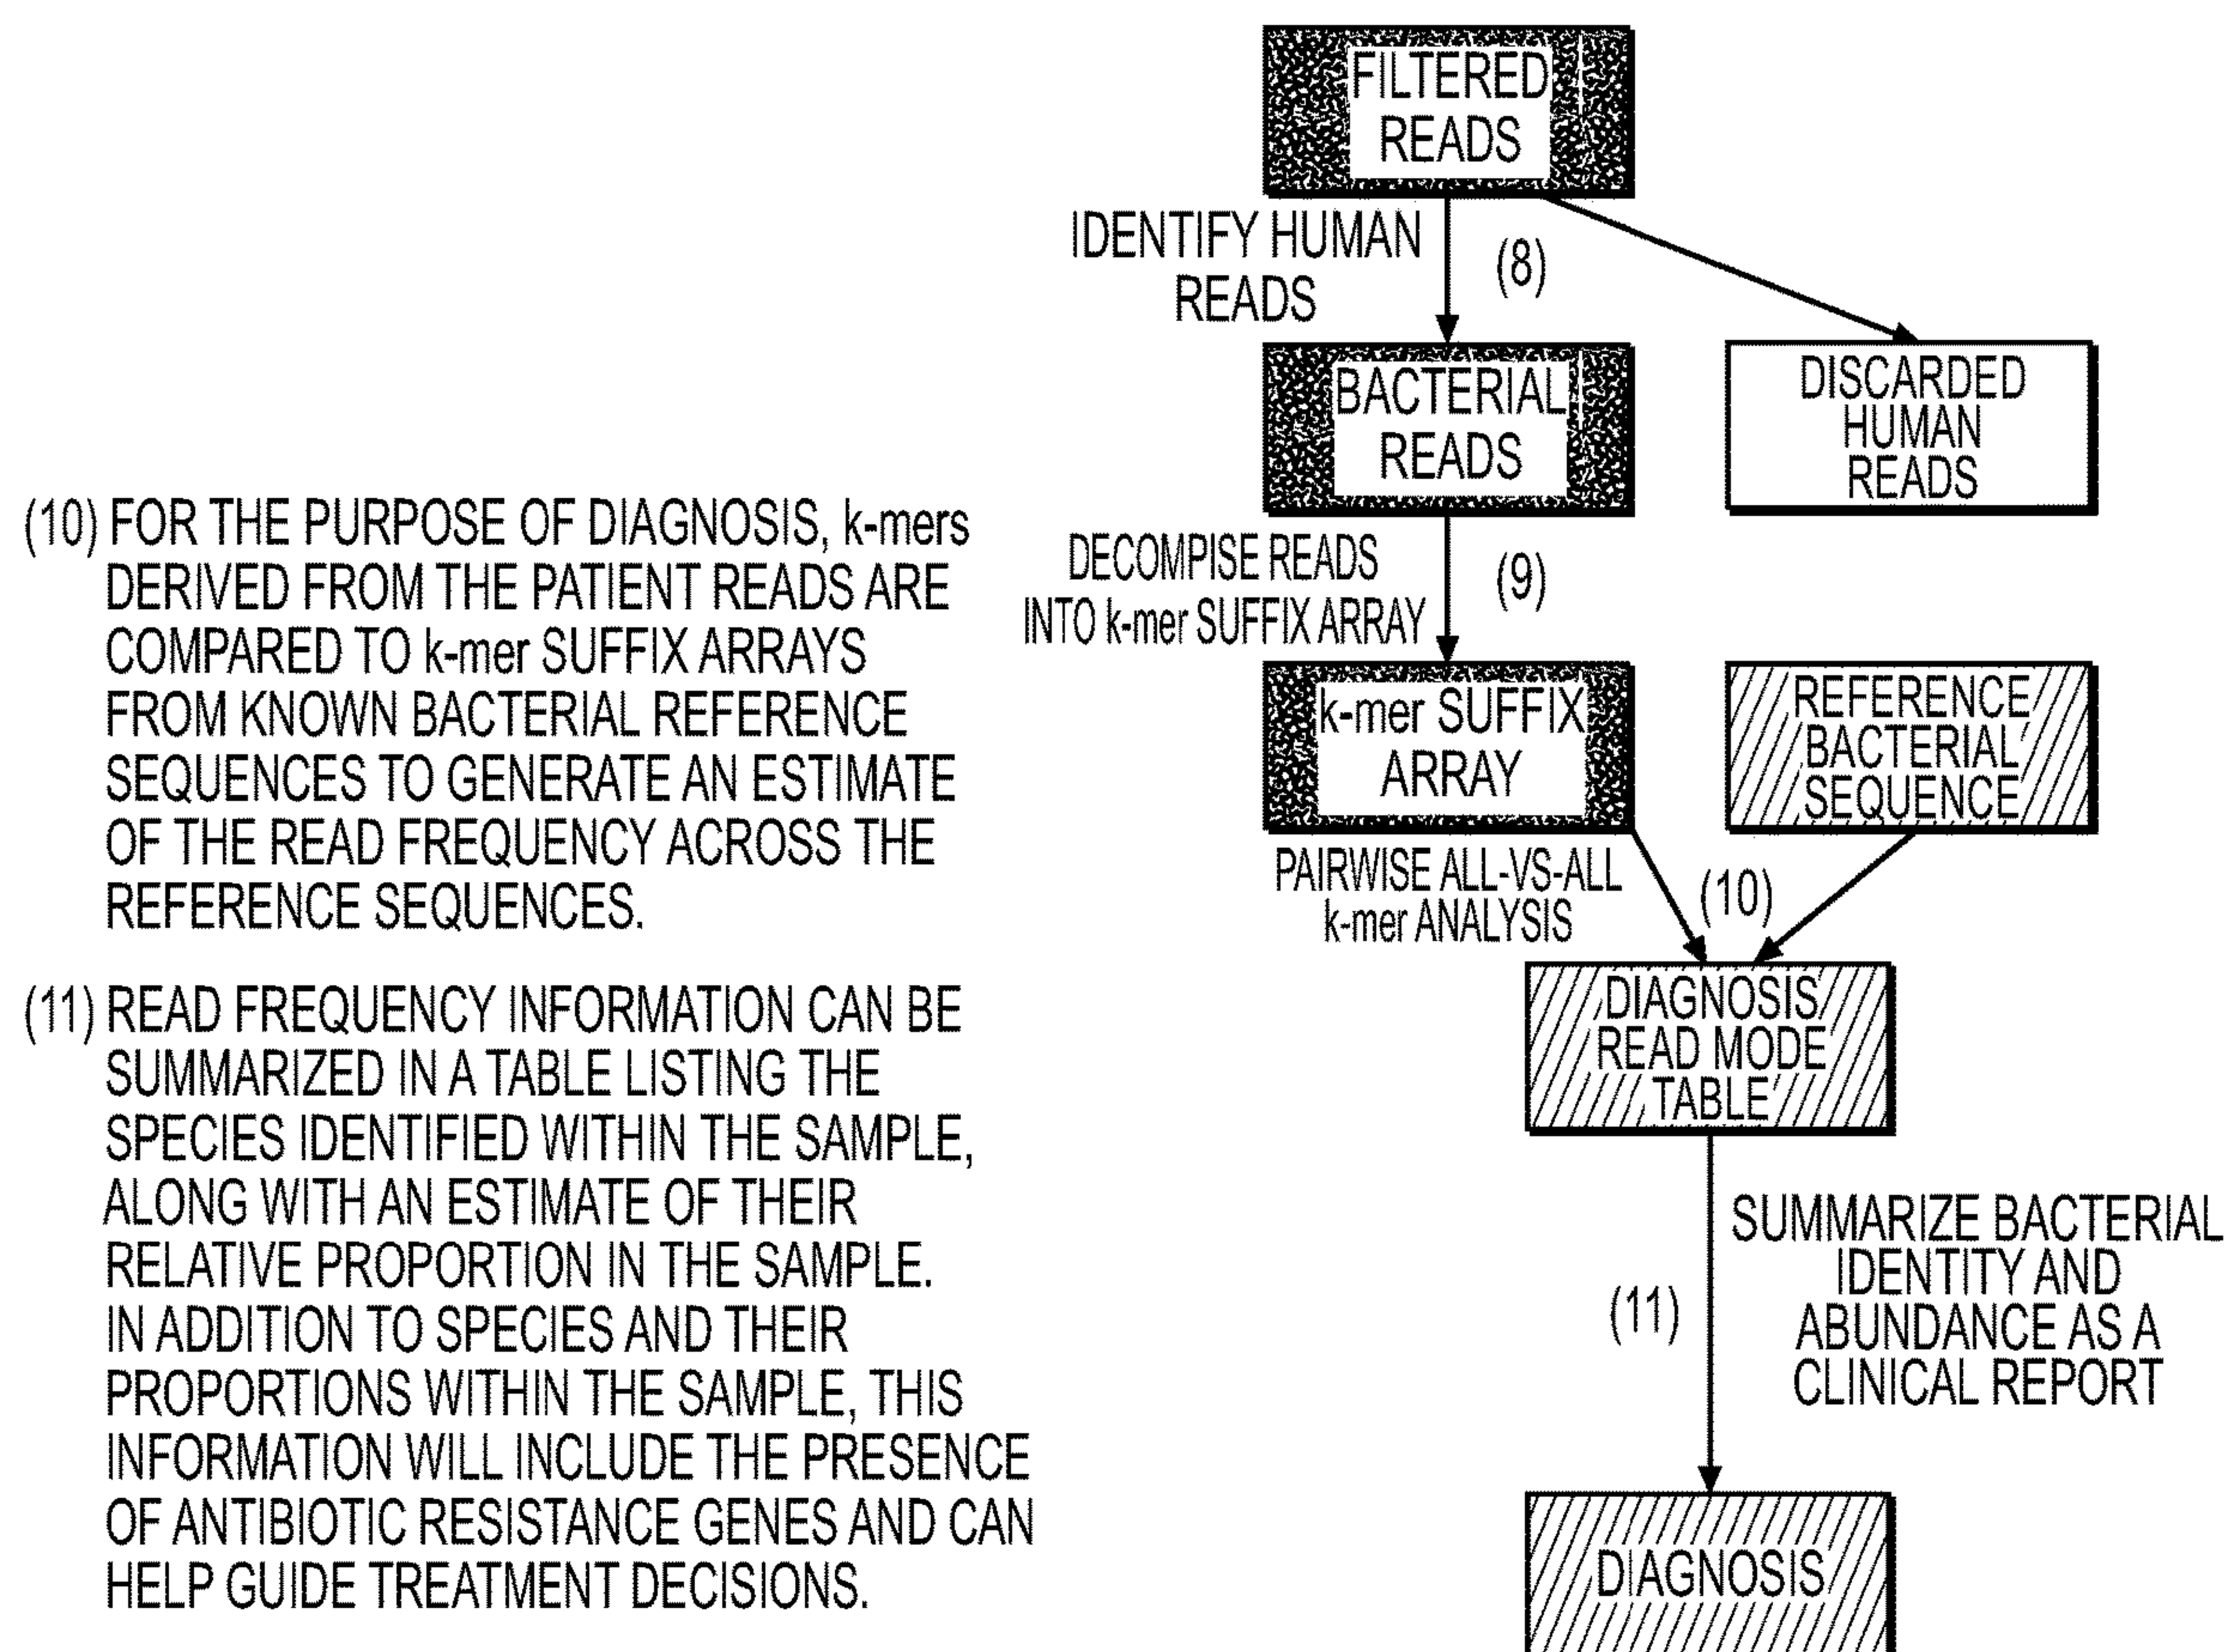 FILTERED
READS
IDENTIFY HUMAN
READS
(8)
BACTERIAL
READS
DISCARDED
HUMAN
READS
DECOMPISE READS
INTO k-mer SUFFIX ARRAY
(9)
k-mer SUFFIX
ARRAY
REFERENCE
BACTERIAL
SEQUENCE
PAIRWISE ALL-VS-ALL
k-mer ANALYSIS
(10)
DIAGNOSIS
READ MODE
TABLE
(11)
SUMMARIZE BACTERIAL
IDENTITY AND
ABUNDANCE AS A
CLINICAL REPORT
DIAGNOSIS
(10) FOR THE PURPOSE OF DIAGNOSIS, k-mers
DERIVED FROM THE PATIENT READS ARE
COMPARED TO k-mer SUFFIX ARRAYS
FROM KNOWN BACTERIAL REFERENCE
SEQUENCES TO GENERATE AN ESTIMATE
OF THE READ FREQUENCY ACROSS THE
REFERENCE SEQUENCES.
(11) READ FREQUENCY INFORMATION CAN BE
SUMMARIZED IN A TABLE LISTING THE
SPECIES IDENTIFIED WITHIN THE SAMPLE,
ALONG WITH AN ESTIMATE OF THEIR
RELATIVE PROPORTION IN THE SAMPLE.
IN ADDITION TO SPECIES AND THEIR
PROPORTIONS WITHIN THE SAMPLE, THIS
INFORMATION WILL INCLUDE THE PRESENCE
OF ANTIBIOTIC RESISTANCE GENES AND CAN
HELP GUIDE TREATMENT DECISIONS.